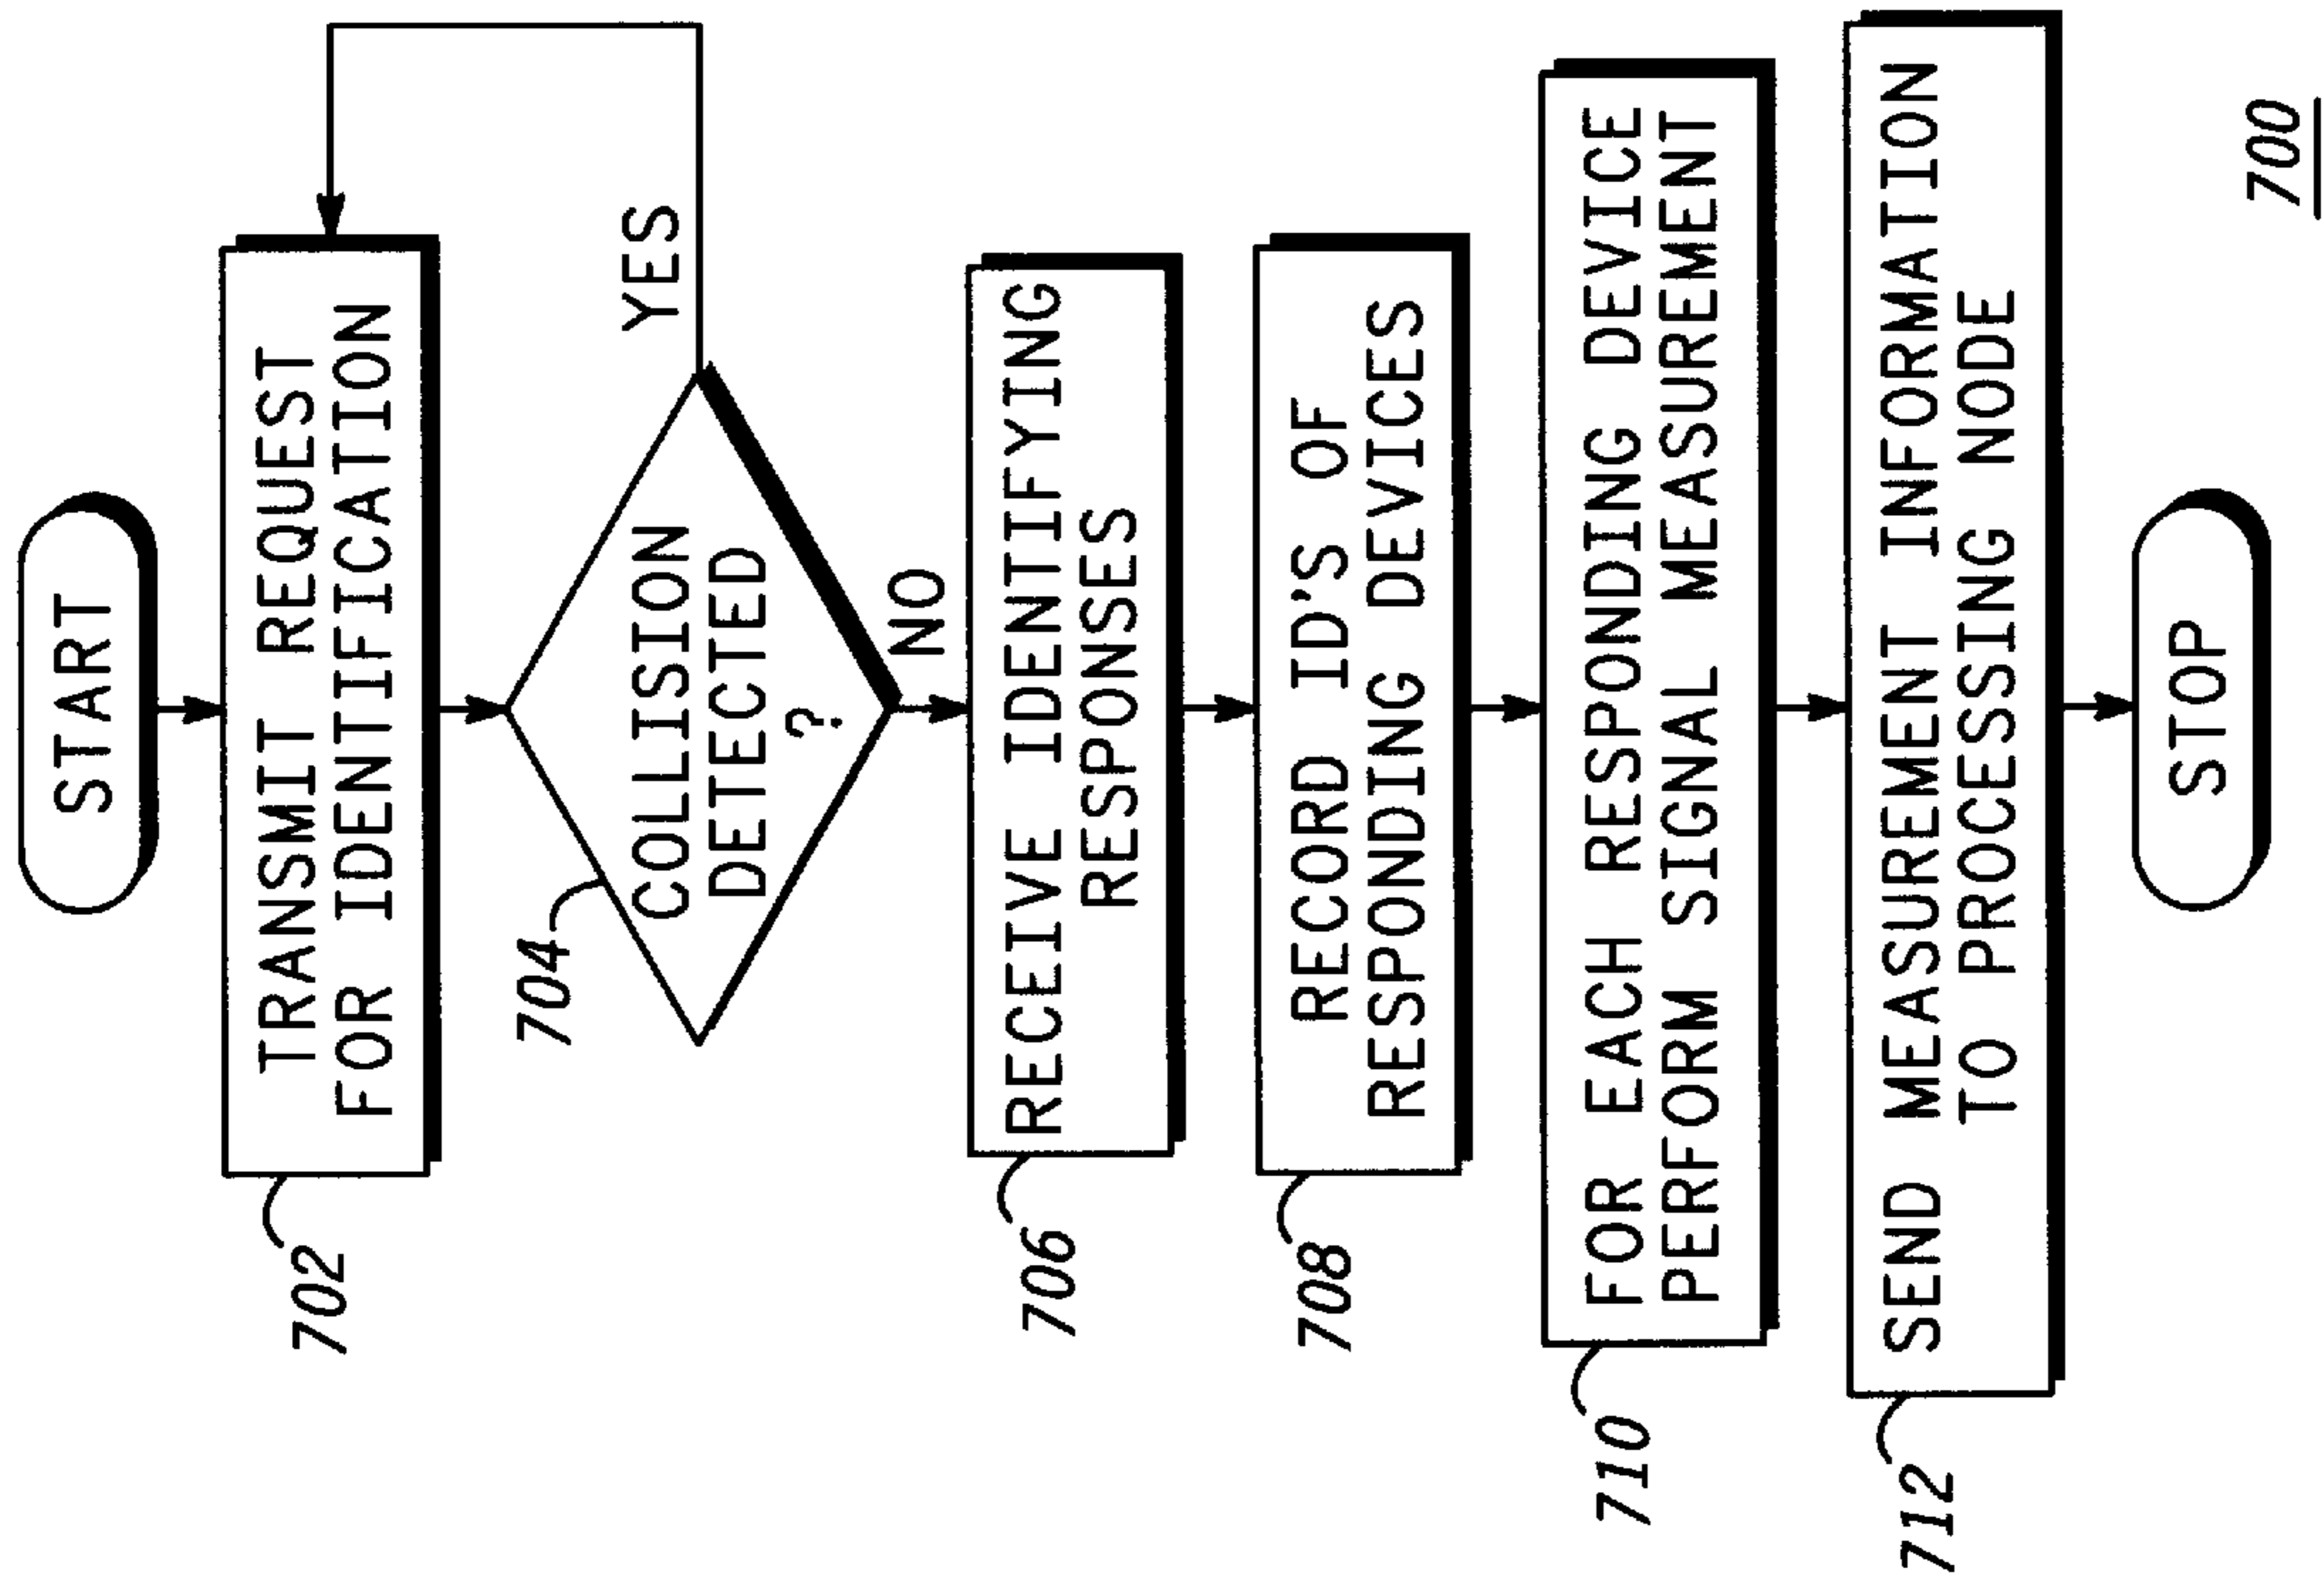 START
702
TRANSMIT REQUEST
FOR IDENTIFICATION
704
COLLISION
DETECTED
?
YES
NO
706
RECEIVE IDENTIFYING
RESPONSES
708
RECORD ID'S OF
RESPONDING DEVICES
710
FOR EACH RESPONDING DEVICE
PERFORM SIGNAL MEASUREMENT
712
SEND MEASUREMENT INFORMATION
TO PROCESSING NODE
STOP
700